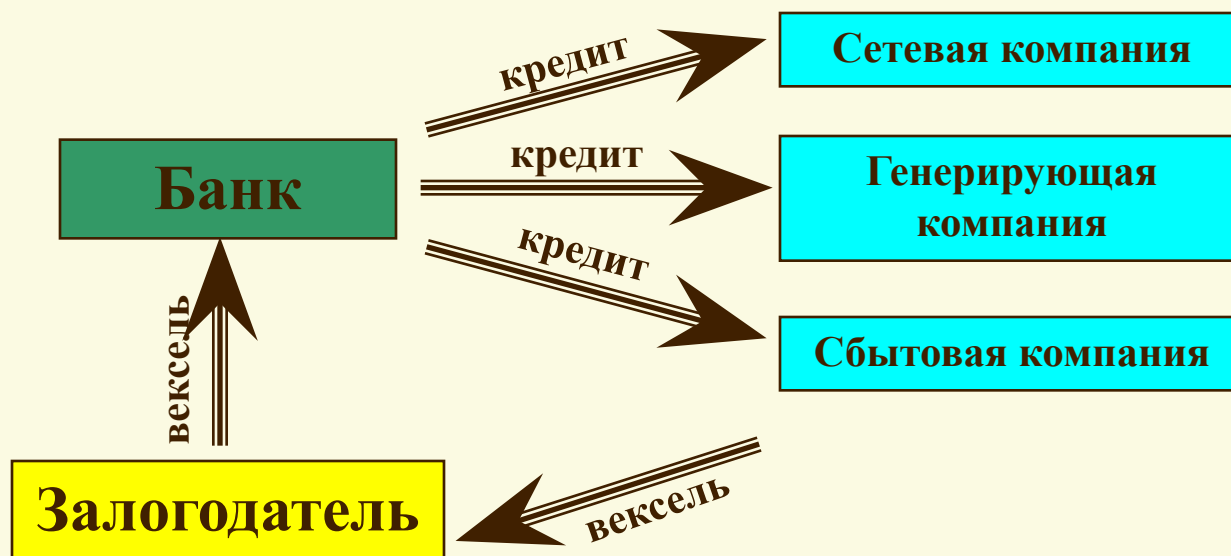 кредит
Сетевая компания
Банк
кредит
Генерирующая
компания
кредит
Сбытовая компания
вексель
Залогодатель
вексель